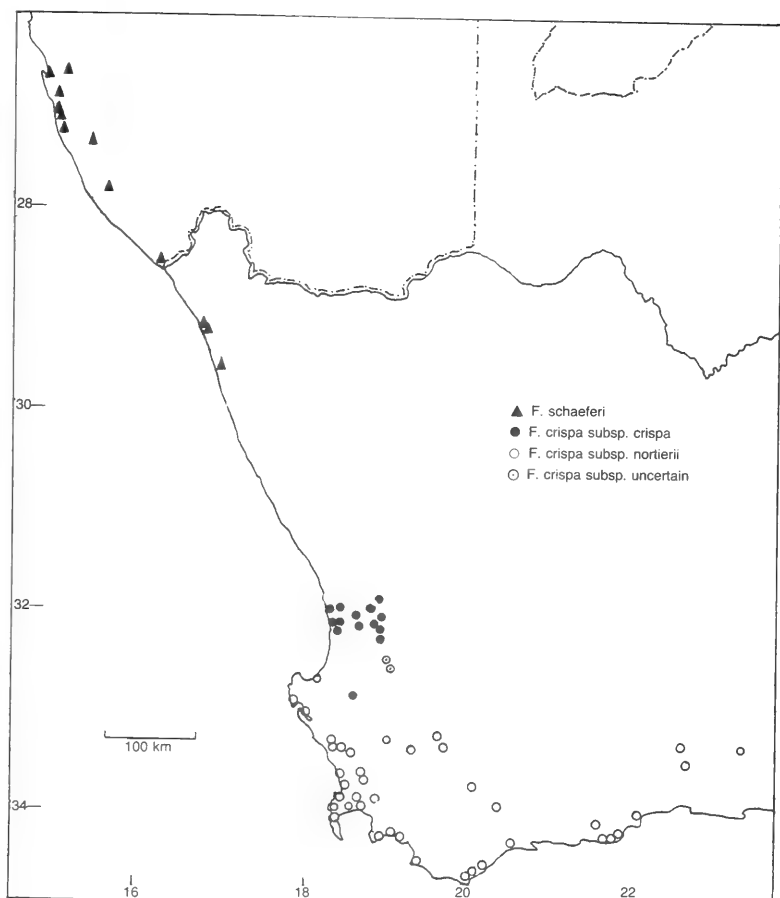 28
30
▲ F. schaeferi
● F. crispa subsp. crispa
○ F. crispa subsp. nortierii
⊙ F. crispa subsp. uncertain
32
100 km
34
16 18 20 22